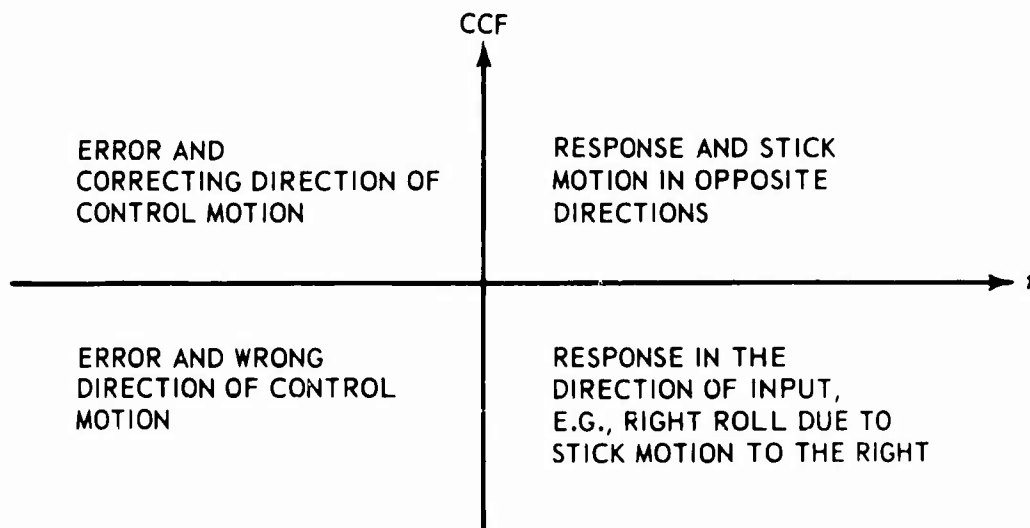 CCF
ERROR AND
CORRECTING DIRECTION OF
CONTROL MOTION
RESPONSE AND STICK
MOTION IN OPPOSITE
DIRECTIONS
ERROR AND WRONG
DIRECTION OF CONTROL
MOTION
RESPONSE IN THE
DIRECTION OF INPUT,
E.G., RIGHT ROLL DUE TO
STICK MOTION TO THE RIGHT